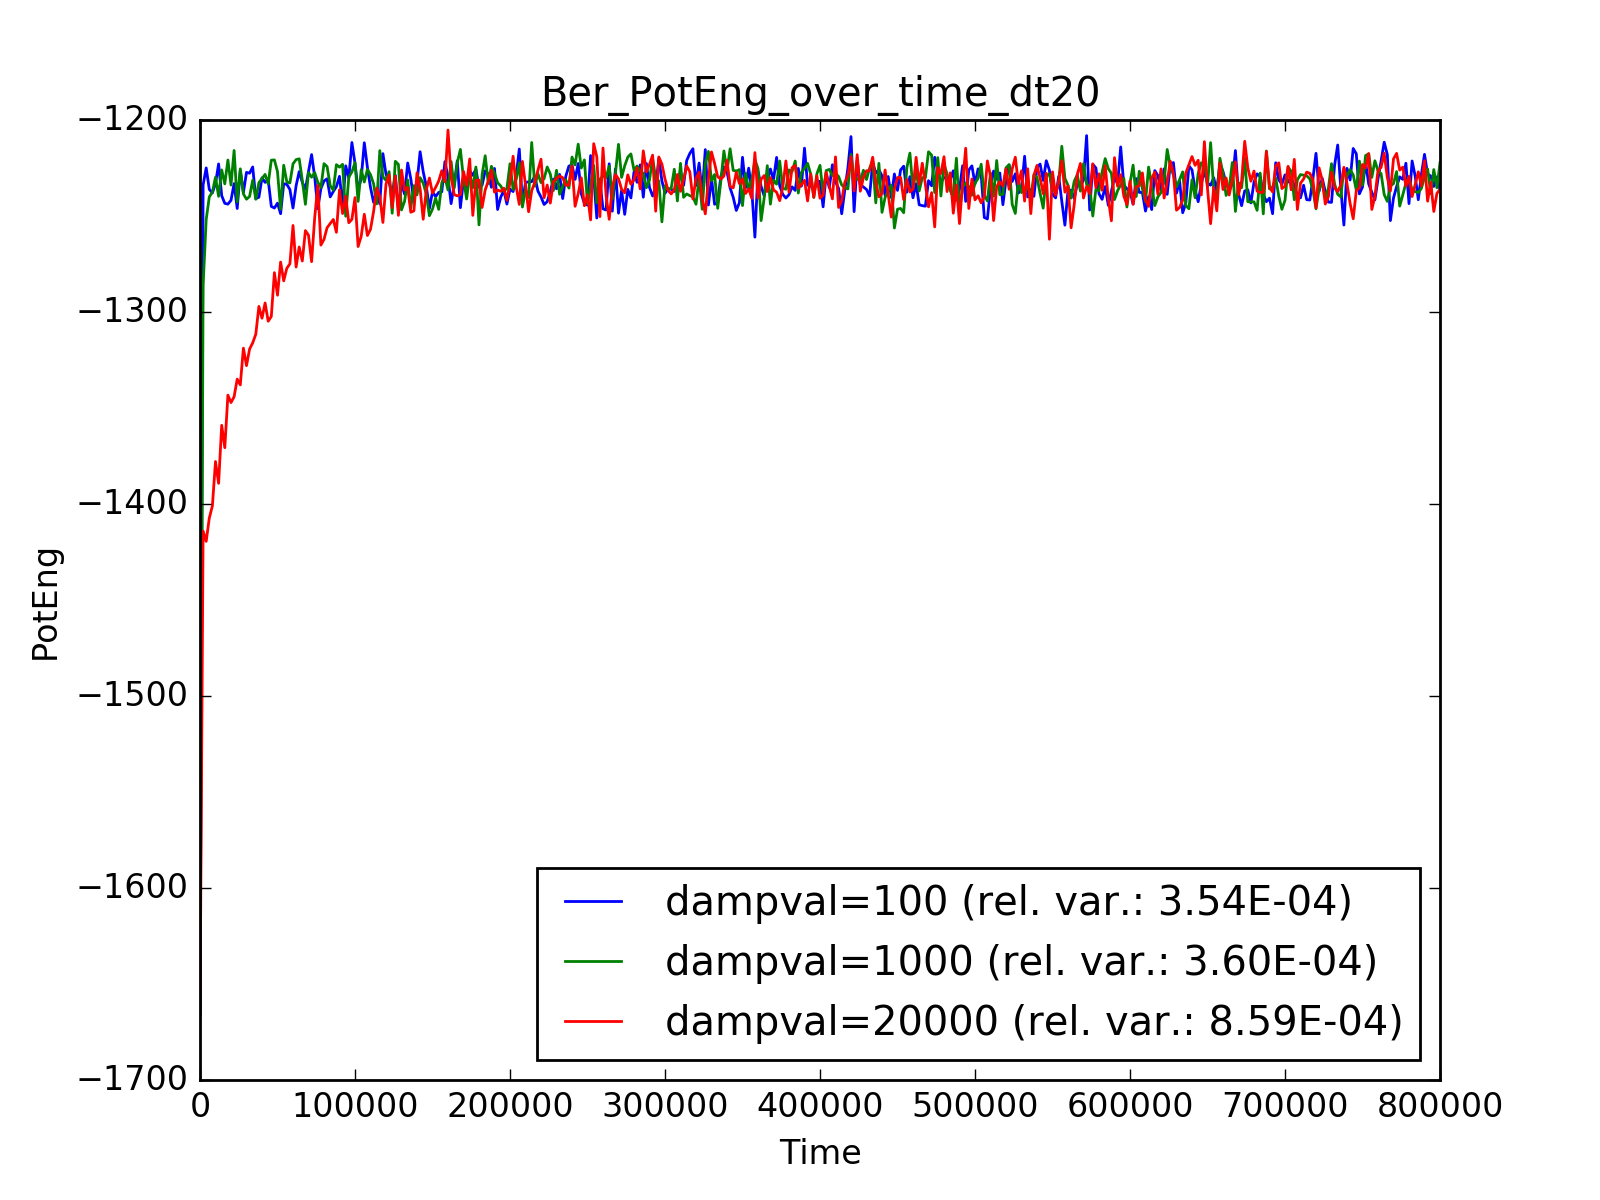 Ber_PotEng_over_time_dt20
−1200
−1300
−1400
−1500
−1600
−1700
PotEng
dampval=100 (rel. var.: 3.54E-04)
dampval=1000 (rel. var.: 3.60E-04)
dampval=20000 (rel. var.: 8.59E-04)
0 100000 200000 300000 400000 500000 600000 700000 800000
Time